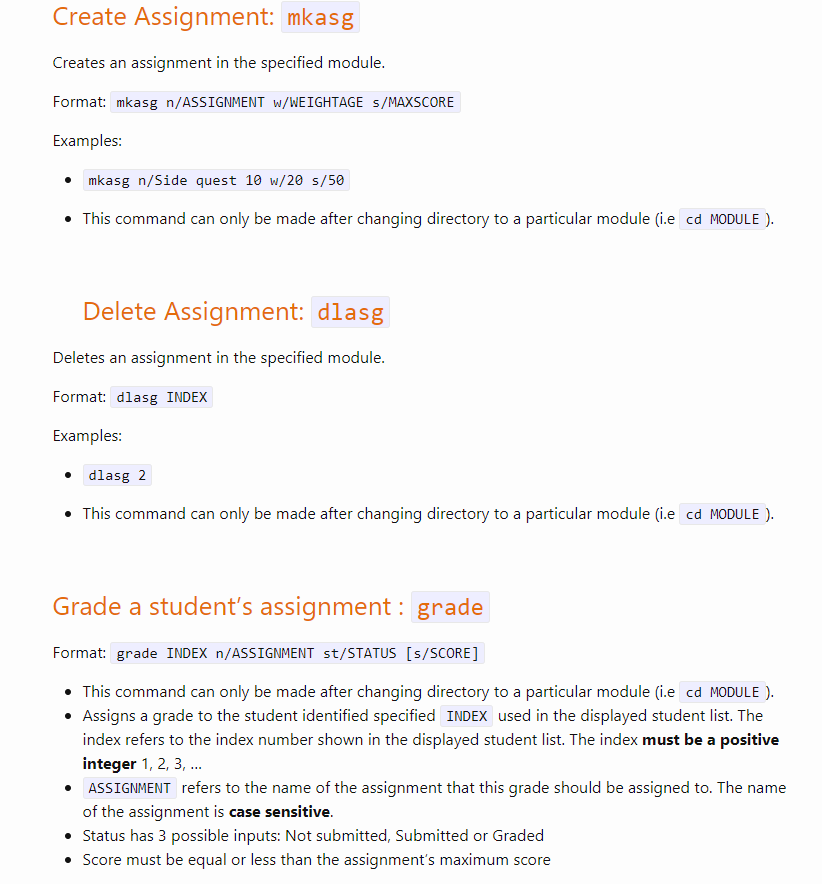 Create Assignment: mkasg
Creates an assignment in the specified module.
Format: mkasg n/ASSIGNMENT w/WEIGHTAGE s/MAXSCORE
Examples:
• mkasg n/Side quest 10 w/20 s/50
• This command can only be made after changing directory to a particular module (i.e cd MODULE ).
Delete Assignment: dlasg
Deletes an assignment in the specified module.
Format: dlasg INDEX
Examples:
• dlasg 2
• This command can only be made after changing directory to a particular module (i.e cd MODULE ).
Grade a student’s assignment : grade
Format: grade INDEX n/ASSIGNMENT st/STATUS [s/SCORE]
• This command can only be made after changing directory to a particular module (i.e cd MODULE ).
• Assigns a grade to the student identified specified INDEX used in the displayed student list. The
index refers to the index number shown in the displayed student list. The index must be a positive
integer 1, 2, 3, …
• ASSIGNMENT refers to the name of the assignment that this grade should be assigned to. The name
of the assignment is case sensitive.
• Status has 3 possible inputs: Not submitted, Submitted or Graded
• Score must be equal or less than the assignment’s maximum score